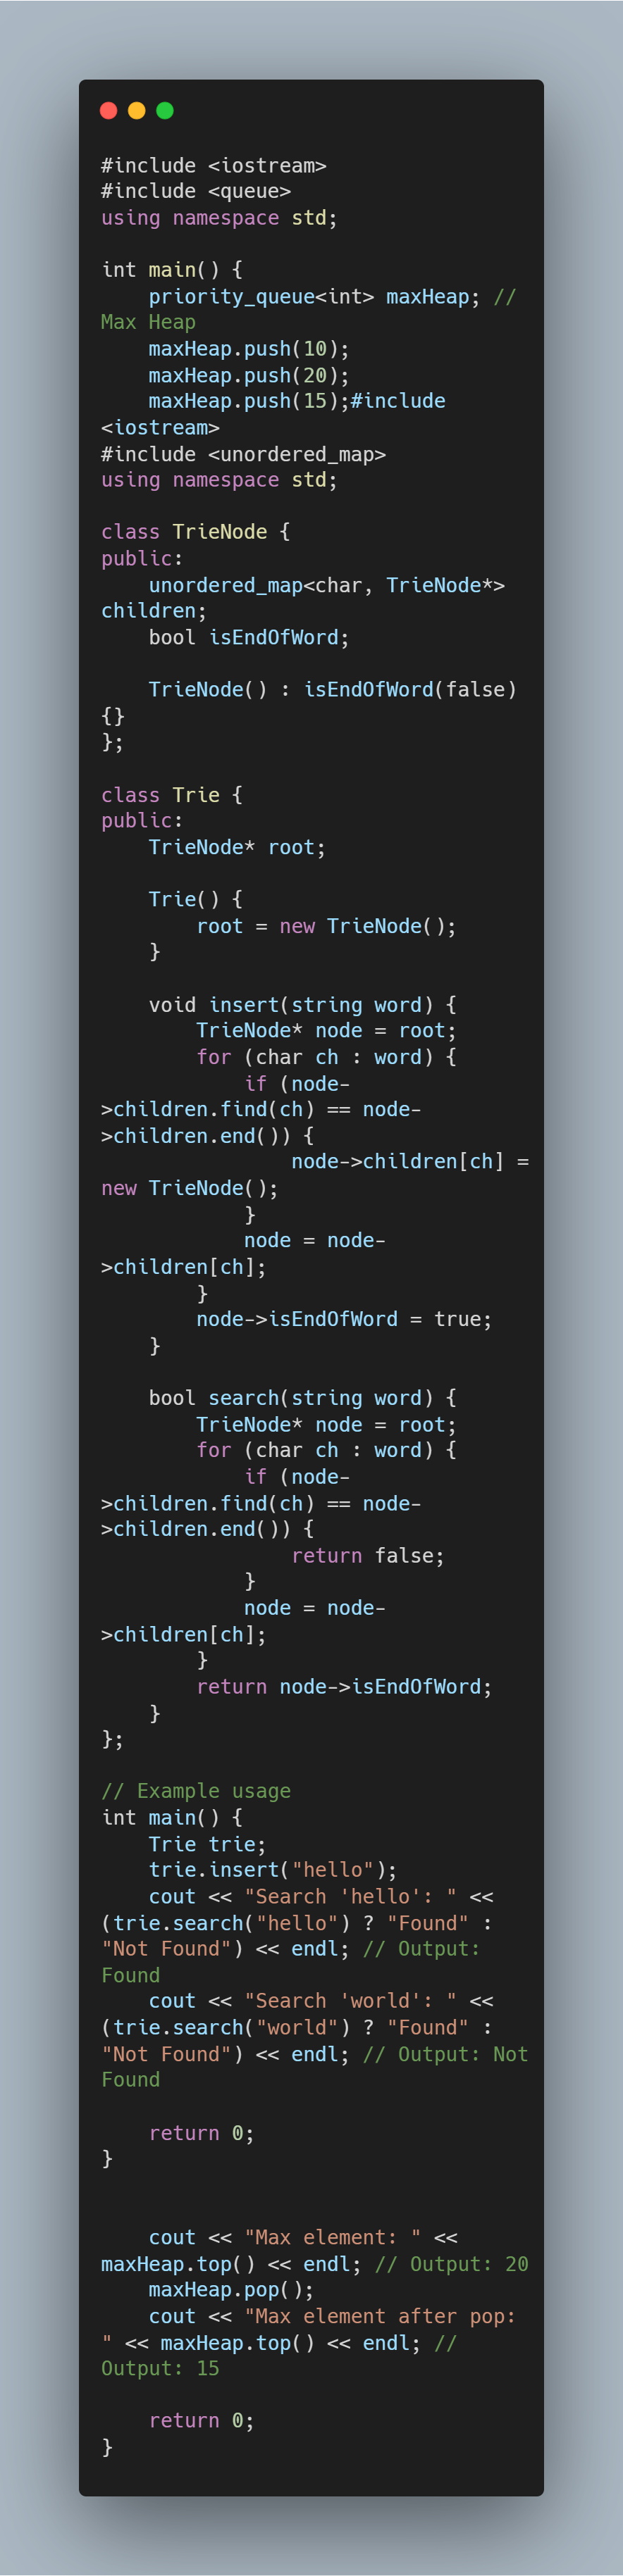 #include <iostream>
#include <queue>
using namespace std;

int main() {
    priority_queue<int> maxHeap; //
Max Heap
    maxHeap.push(10);
    maxHeap.push(20);
    maxHeap.push(15);#include
<iostream>
#include <unordered_map>
using namespace std;

class TrieNode {
public:
    unordered_map<char, TrieNode*>
children;
    bool isEndOfWord;

    TrieNode() : isEndOfWord(false)
{}
};

class Trie {
public:
    TrieNode* root;

    Trie() {
        root = new TrieNode();
    }

    void insert(string word) {
        TrieNode* node = root;
        for (char ch : word) {
            if (node-
>children.find(ch) == node-
>children.end()) {
                node->children[ch] =
new TrieNode();
            }
            node = node-
>children[ch];
        }
        node->isEndOfWord = true;
    }

    bool search(string word) {
        TrieNode* node = root;
        for (char ch : word) {
            if (node-
>children.find(ch) == node-
>children.end()) {
                return false;
            }
            node = node-
>children[ch];
        }
        return node->isEndOfWord;
    }
};

// Example usage
int main() {
    Trie trie;
    trie.insert("hello");
    cout << "Search 'hello': " <<
(trie.search("hello") ? "Found" :
"Not Found") << endl; // Output:
Found
    cout << "Search 'world': " <<
(trie.search("world") ? "Found" :
"Not Found") << endl; // Output: Not
Found

    return 0;
}


    cout << "Max element: " <<
maxHeap.top() << endl; // Output: 20
    maxHeap.pop();
    cout << "Max element after pop:
" << maxHeap.top() << endl; //
Output: 15

    return 0;
}